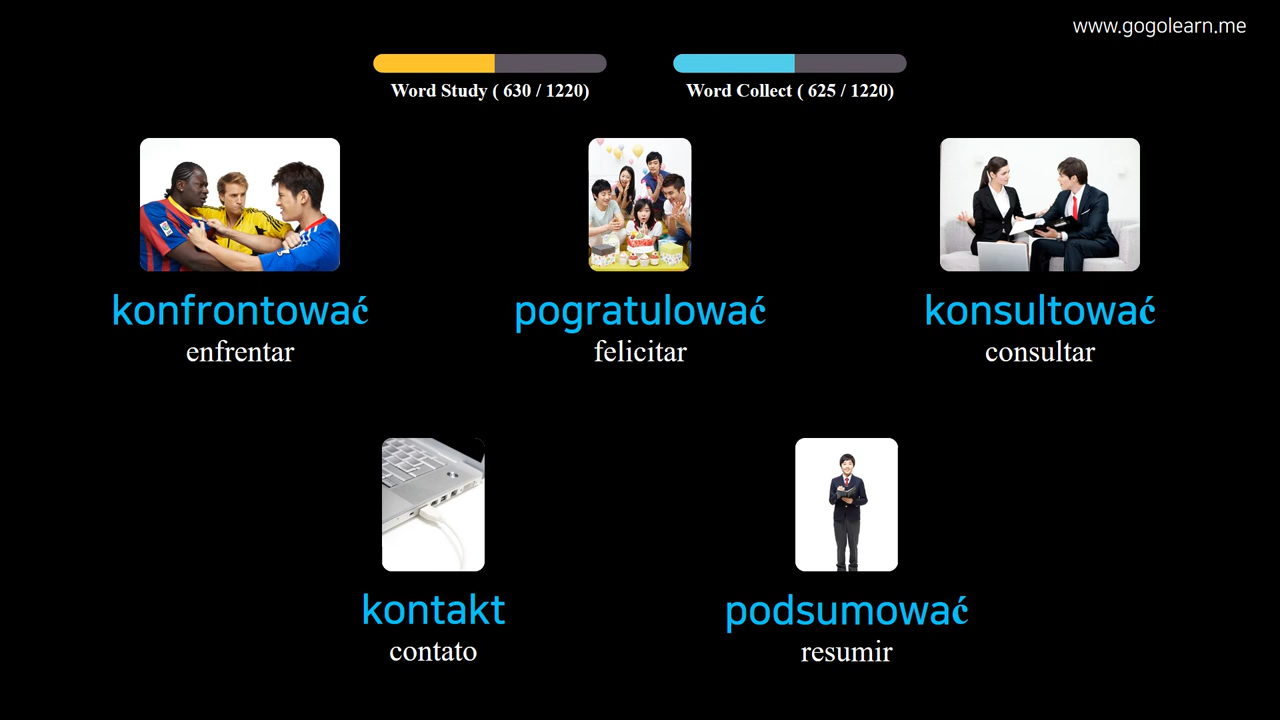 www.gogolearn.me
Word Study ( 630 / 1220)
Word Collect ( 625 / 1220)
konfrontować
enfrentar
pogratulować
felicitar
konsultować
consultar
kontakt
contato
podsumować
resumir